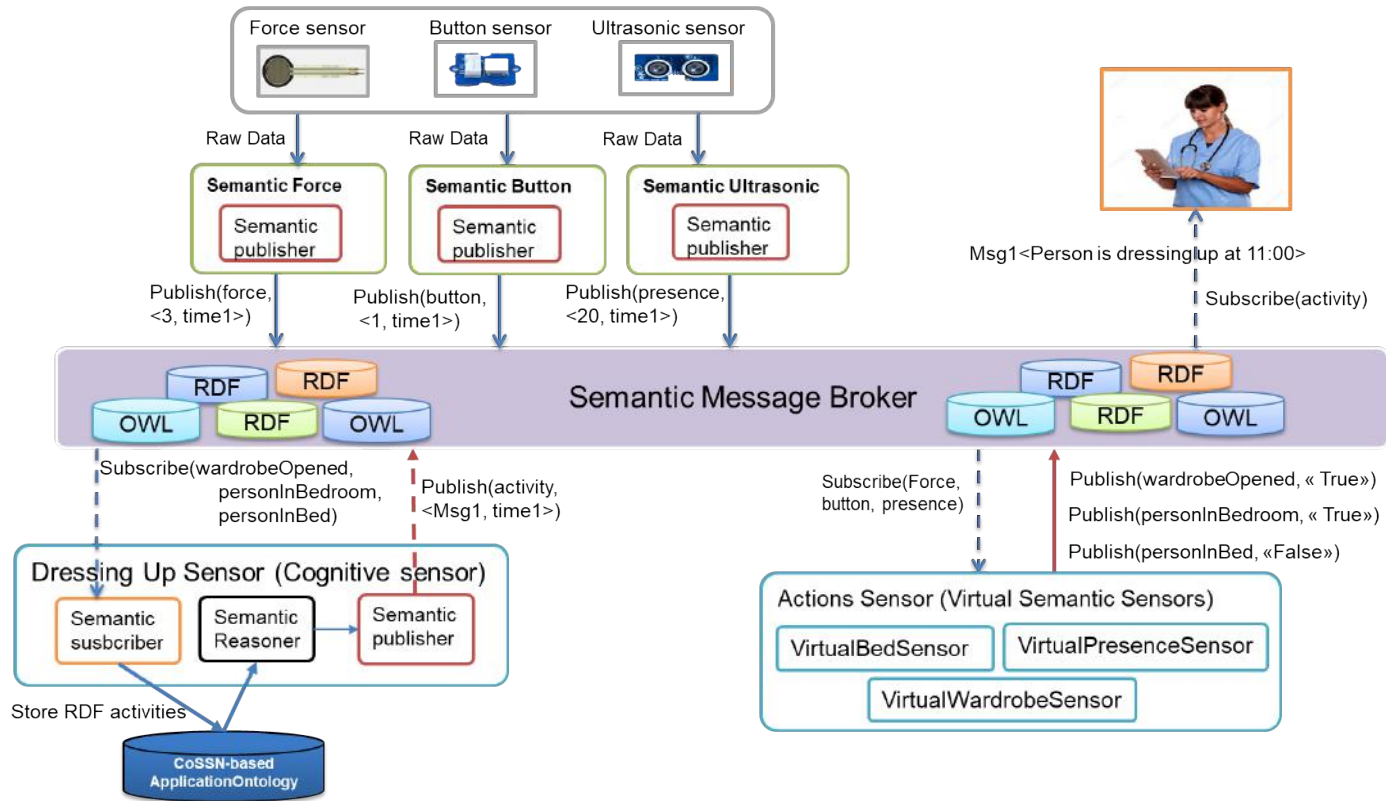 Force sensor
Button sensor
Ultrasonic sensor
Raw Data
Raw Data
Raw Data
Semantic Force
Semantic
publisher
Semantic Button
Semantic
publisher
Semantic Ultrasonic
Semantic
publisher
Msg1<Person is dressing up at 11:00>
Subscribe(activity)
Publish(force,
<3, time1>)
Publish(button,
<1, time1>)
Publish(presence,
<20, time1>)
RDF
RDF
OWL
RDF
OWL
Semantic Message Broker
RDF
RDF
OWL
RDF
OWL
Subscribe(wardrobeOpened,
personInBedroom,
personInBed)
Publish(activity,
<Msg1, time1>)
Subscribe(Force,
button, presence)
Publish(wardrobeOpened, « True»)
Publish(personInBedroom, « True»)
Publish(personInBed, «False»)
Dressing Up Sensor (Cognitive sensor)
Semantic
susbcriber
Semantic
Reasoner
Semantic
publisher
Store RDF activities
CoSSN-based
ApplicationOntology
Actions Sensor (Virtual Semantic Sensors)
VirtualBedSensor
VirtualPresenceSensor
VirtualWardrobeSensor